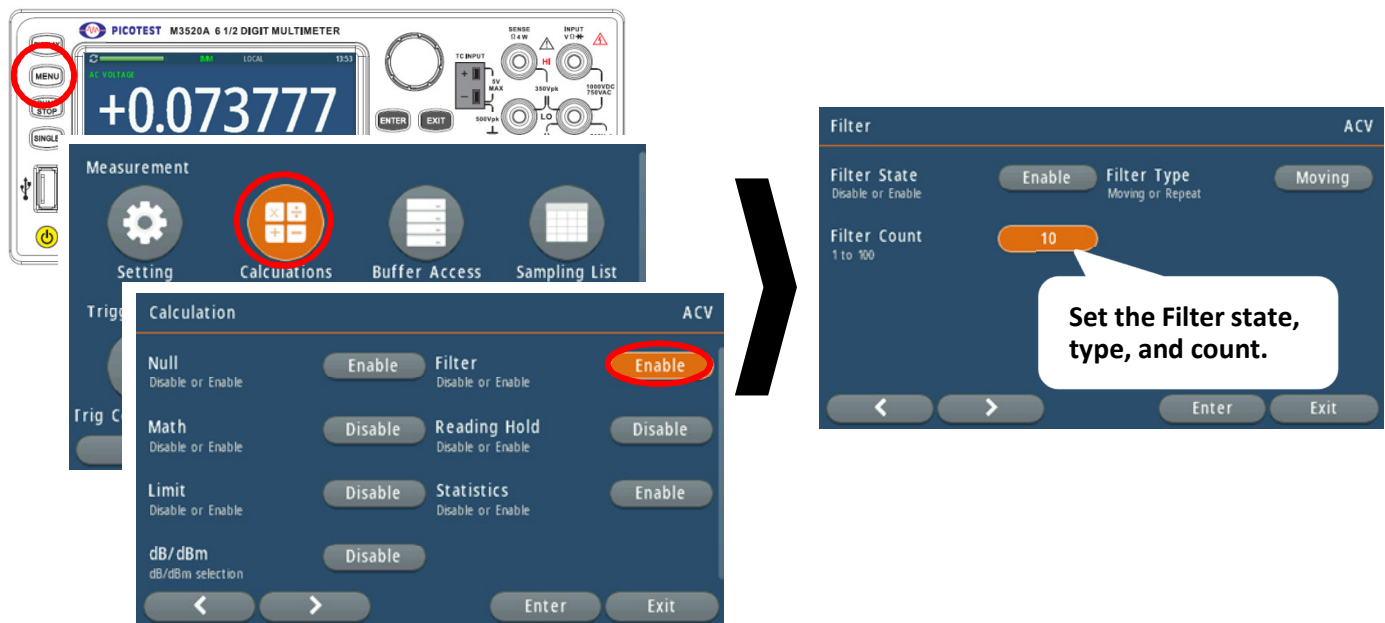 PICOTEST M3520A 6 1/2 DIGIT MULTIMETER
MENU
STOP
SINGLE
IMM LOCAL 13:53
AC VOLTAGE
+0.073777
ENTER EXIT
TC INPUT
+
-
5V
MAX
SENSE
Ω 4 W
INPUT
V Ω
HI
350Vpk
1000VDC
750VAC
500Vpk
LO
Measurement
Setting Calculations Buffer Access Sampling List
Calculation ACV
Null Enable Filter Enable
Disable or Enable Disable or Enable
Math Disable Reading Hold Disable
Disable or Enable Disable or Enable
Limit Disable Statistics Enable
Disable or Enable Disable or Enable
dB/dBm Disable
dB/dBm selection
Enter Exit
Filter ACV
Filter State Enable Filter Type Moving
Disable or Enable Moving or Repeat
Filter Count 10
1 to 100
Set the Filter state,
type, and count.
Enter Exit